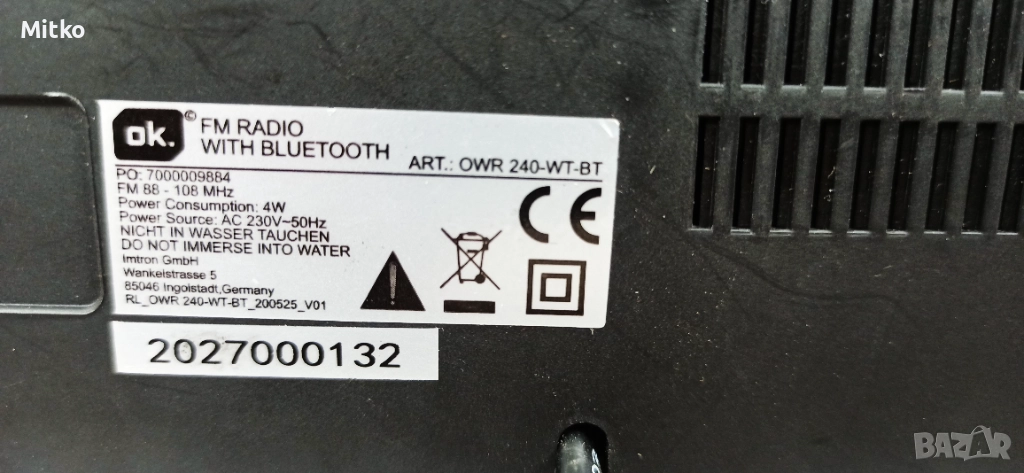 Mitko
ok.©
FM RADIO
WITH BLUETOOTH
ART.: OWR 240-WT-BT
PO: 7000009884
FM 88 - 108 MHz
Power Consumption: 4W
Power Source: AC 230V~50Hz
NICHT IN WASSER TAUCHEN
DO NOT IMMERSE INTO WATER
Imtron GmbH
Wankelstrasse 5
85046 Ingolstadt,Germany
RL_OWR 240-WT-BT_200525_V01
CE
2027000132
BAZAR